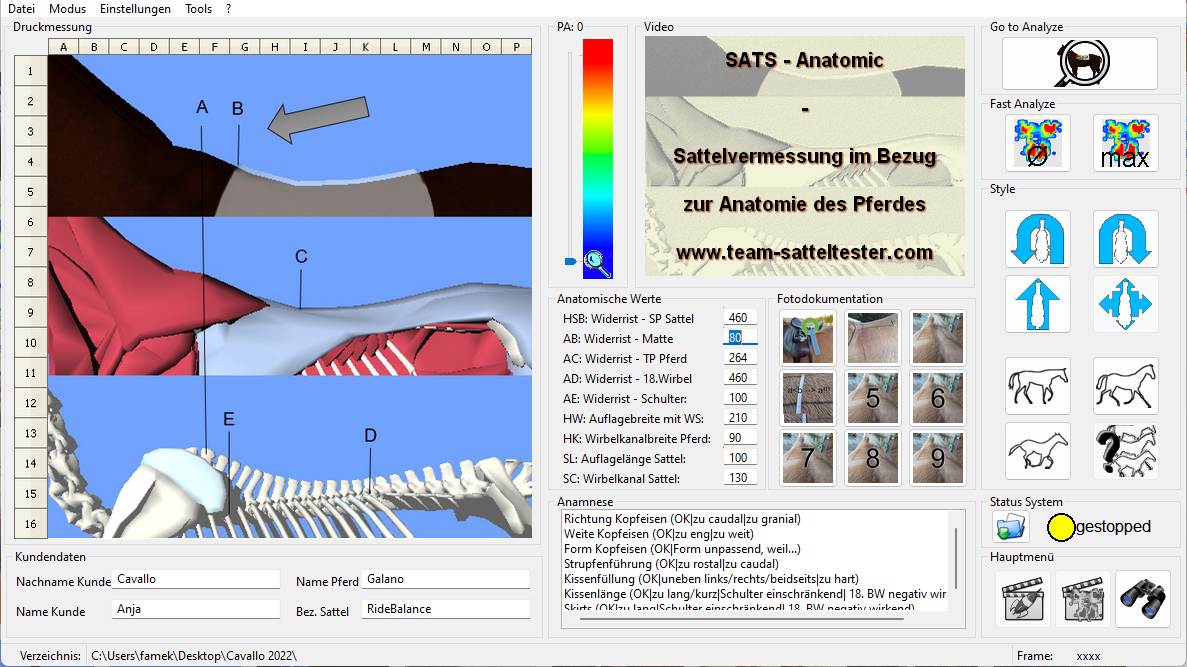 Datei Modus Einstellungen Tools ?
Druckmessung
A B C D E F G H I J K L M N O P
1
2
3
4
5
6
7
8
9
10
11
12
13
14
15
16
A B
C
E
D
PA: 0
Video
SATS - Anatomic
-
Sattelvermessung im Bezug
zur Anatomie des Pferdes
www.team-satteltester.com
Anatomische Werte
HSB: Widerrist - SP Sattel 460
AB: Widerrist - Matte 80
AC: Widerrist - TP Pferd 264
AD: Widerrist - 18.Wirbel 460
AE: Widerrist - Schulter: 100
HW: Auflagebreite mit WS: 210
HK: Wirbelkanalbreite Pferd: 90
SL: Auflagelänge Sattel: 100
SC: Wirbelkanal Sattel: 130
Fotodokumentation
5 6
7 8 9
Anamnese
Richtung Kopfeisen (OK|zu caudal|zu granial)
Weite Kopfeisen (OK|zu eng|zu weit)
Form Kopfeisen (OK|Form unpassend, weil...)
Strupfenführung (OK|zu rostal|zu caudal)
Kissenfüllung (OK|uneben links/rechts/beidseits|zu hart)
Kissenlänge (OK|zu lang/kurz|Schulter einschränkend| 18. BW negativ wir
Skirts (OK|zu lang|Schulter einschränkend| 18. BW negativ wirkend)
Go to Analyze
Fast Analyze
Ø max
Style
?
Status System
gestopped
Hauptmenü
Kundendaten
Nachname Kunde Cavallo Name Pferd Galano
Name Kunde Anja Bez. Sattel RideBalance
Verzeichnis: C:\Users\famek\Desktop\Cavallo 2022\ Frame: xxxx